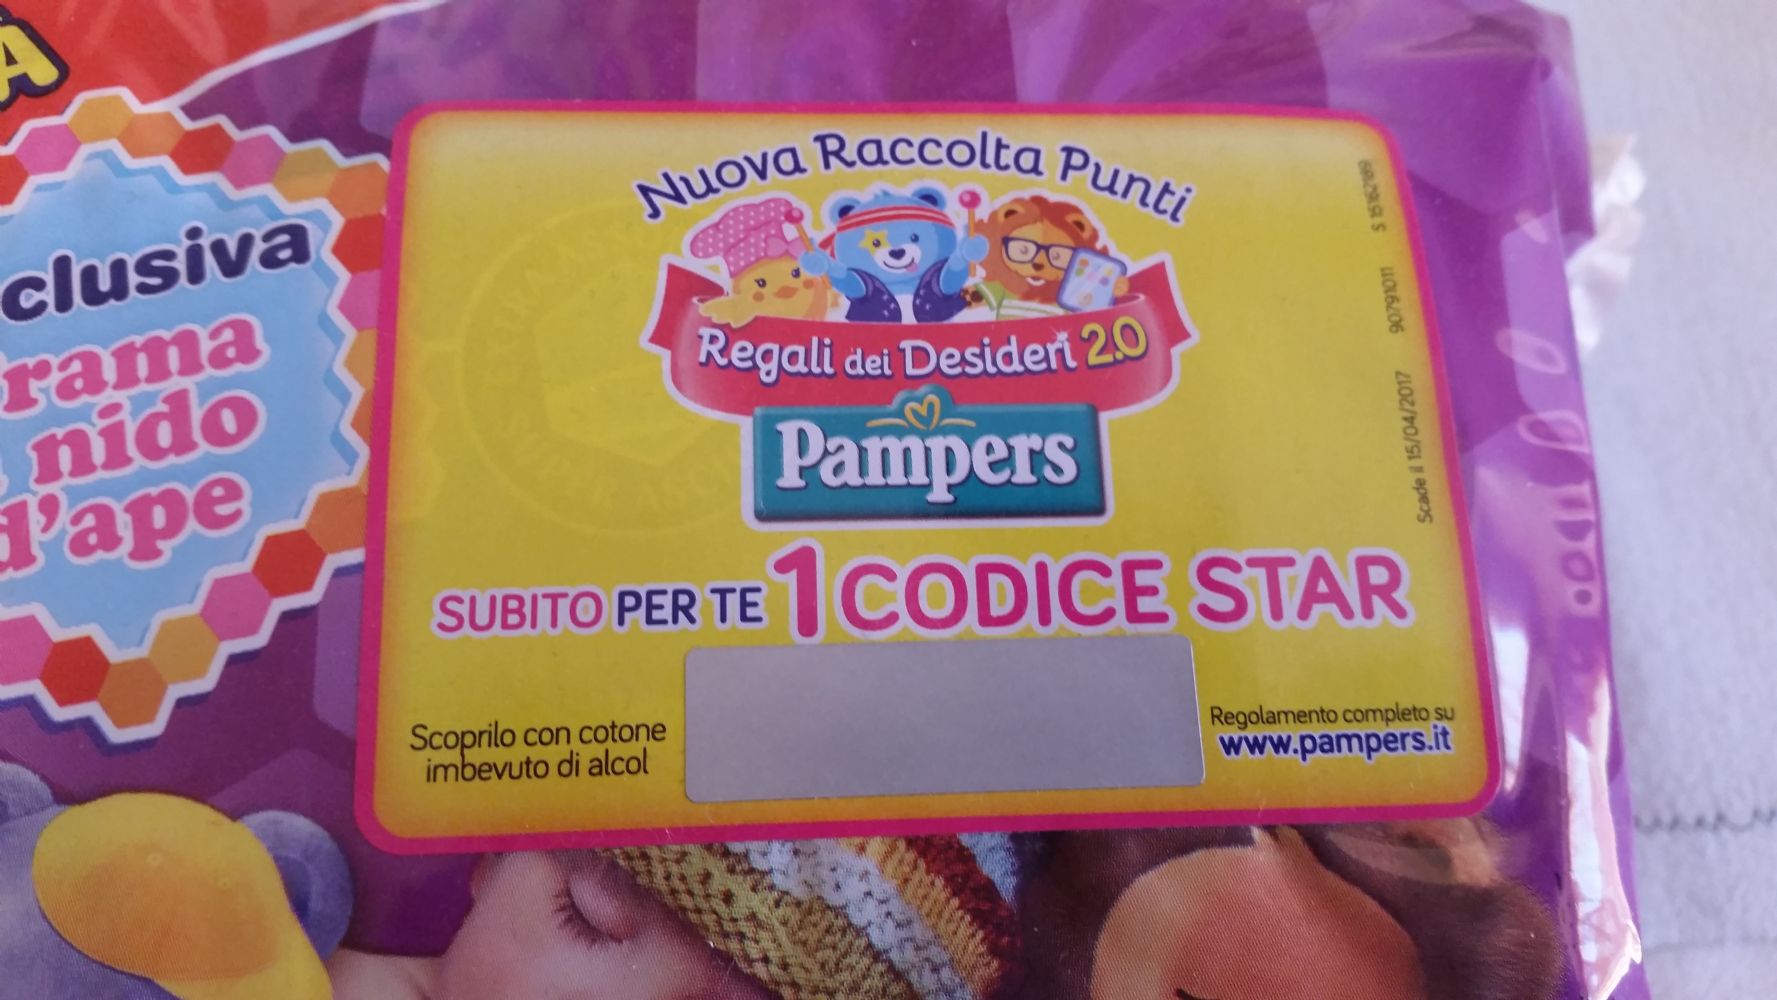 A
clusiva
rama
nido
d'ape
Nuova Raccolta Punti
Regali dei Desideri 2.0
Pampers
SUBITO PER TE 1 CODICE STAR
Scoprilo con cotone
imbevuto di alcol
Regolamento completo su
www.pampers.it
Scade il 15/04/2017 90791011 S 15162169